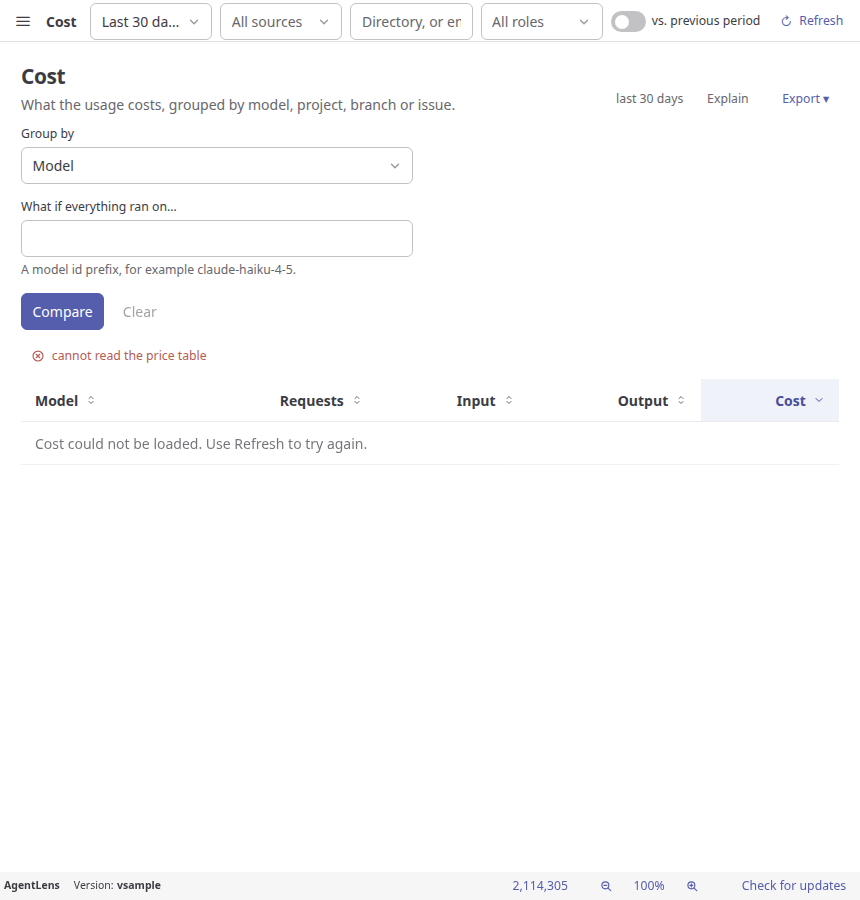 Cost
Last 30 da...
All sources
Directory, or en
All roles
vs. previous period
Refresh
Cost
What the usage costs, grouped by model, project, branch or issue.
last 30 days
Explain
Export ▾
Group by
Model
What if everything ran on...
A model id prefix, for example claude-haiku-4-5.
Compare
Clear
cannot read the price table
Model
Requests
Input
Output
Cost
Cost could not be loaded. Use Refresh to try again.
AgentLens
Version: vsample
2,114,305
100%
Check for updates